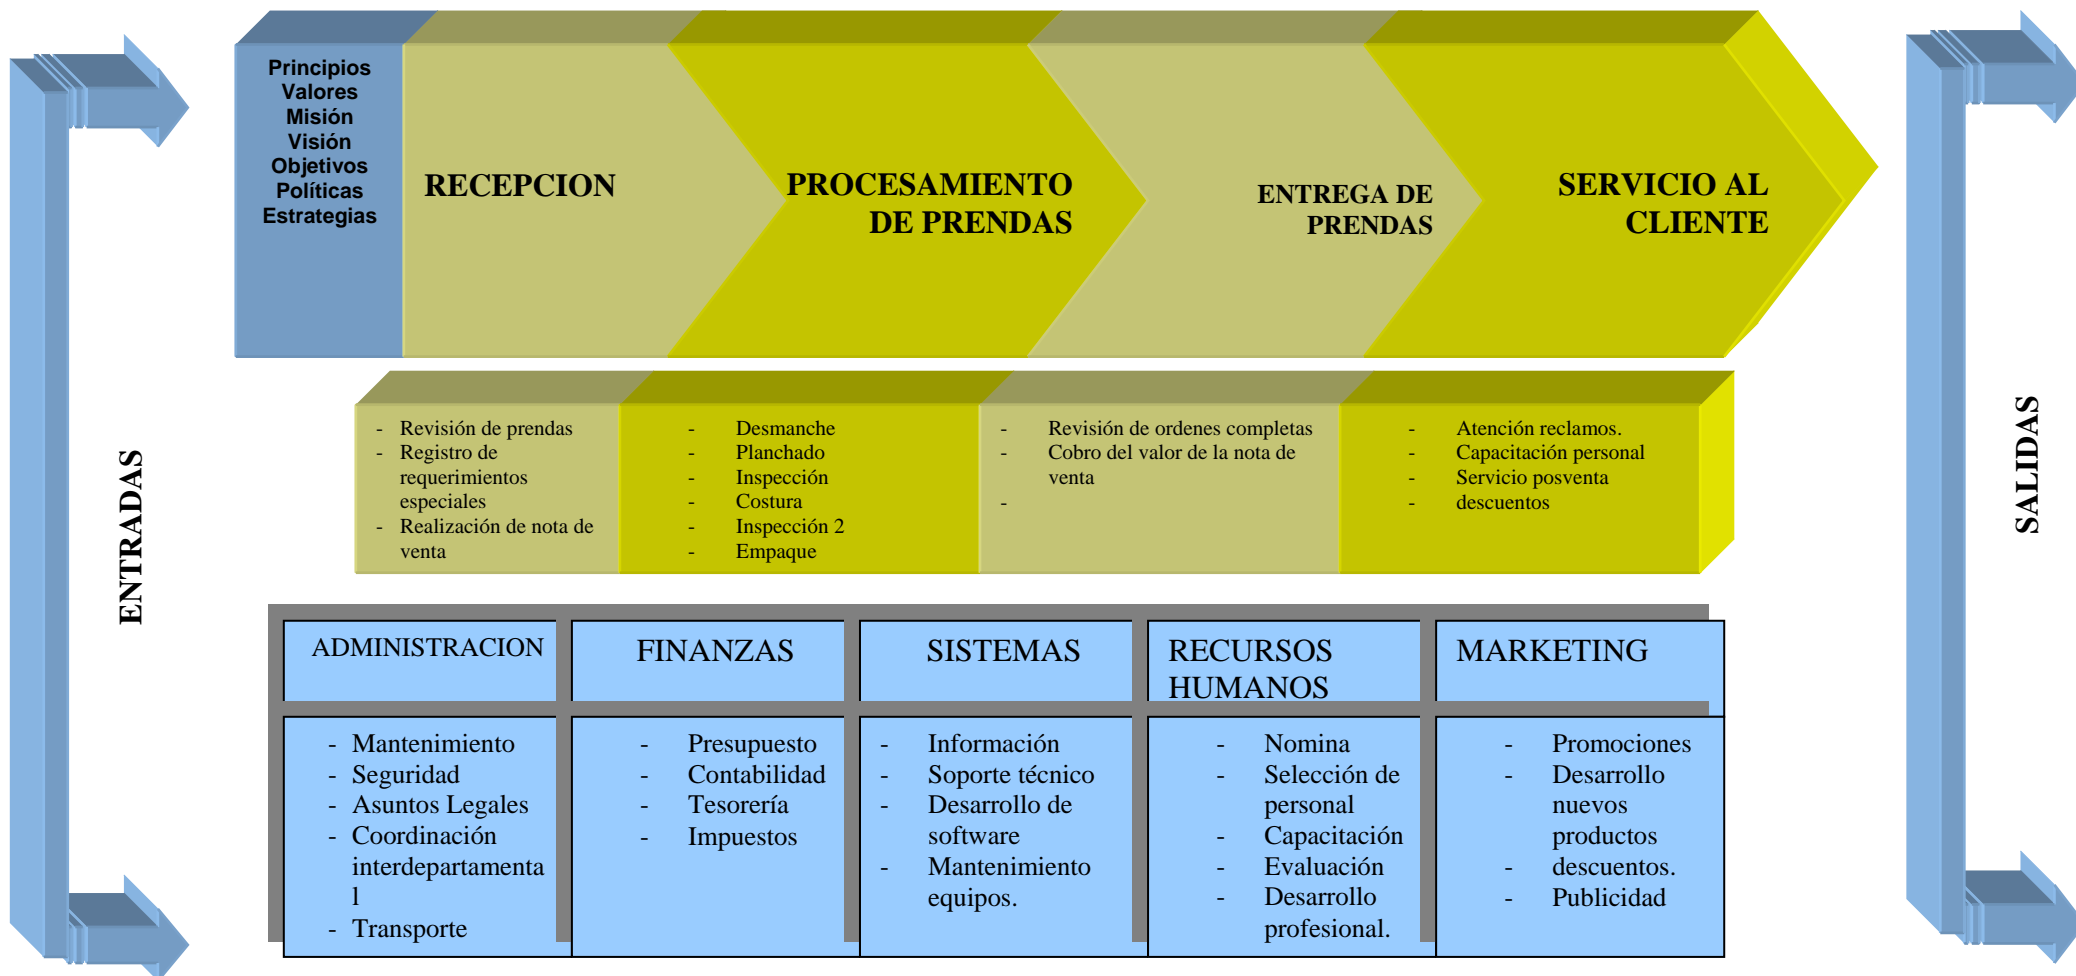 Principios
Valores
Misión
Visión
Objetivos
Políticas
Estrategias
RECEPCION
PROCESAMIENTO
DE PRENDAS
ENTREGA DE
PRENDAS
SERVICIO AL
CLIENTE
ENTRADAS
- Revisión de prendas
- Registro de
requerimientos
especiales
- Realización de nota de
venta
- Desmanche
- Planchado
- Inspección
- Costura
- Inspección 2
- Empaque
- Revisión de ordenes completas
- Cobro del valor de la nota de
venta
-
- Atención reclamos.
- Capacitación personal
- Servicio posventa
- descuentos
SALIDAS
ADMINISTRACION
FINANZAS
SISTEMAS
RECURSOS
HUMANOS
MARKETING
- Mantenimiento
- Seguridad
- Asuntos Legales
- Coordinación
interdepartamenta
l
- Transporte
- Presupuesto
- Contabilidad
- Tesorería
- Impuestos
- Información
- Soporte técnico
- Desarrollo de
software
- Mantenimiento
equipos.
- Nomina
- Selección de
personal
- Capacitación
- Evaluación
- Desarrollo
profesional.
- Promociones
- Desarrollo
nuevos
productos
- descuentos.
- Publicidad